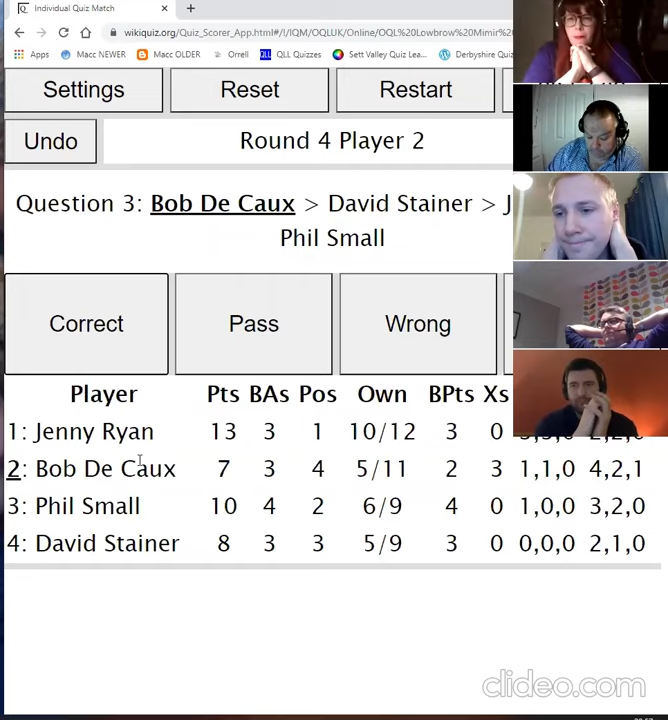 Individual Quiz Match
wikiquiz.org/Quiz_Scorer_App.html#/I/IQM/OQLUK/Online/OQL%20Lowbrow%20Mimir%
Apps Macc NEWER Macc OLDER Orrell QLL Quizzes Sett Valley Quiz Lea... Derbyshire Quiz
Settings Reset Restart
Undo Round 4 Player 2
Question 3: Bob De Caux > David Stainer > J
Phil Small
Correct Pass Wrong
Player Pts BAs Pos Own BPts Xs
1: Jenny Ryan 13 3 1 10/12 3 0
2: Bob De Caux 7 3 4 5/11 2 3 1,1,0 4,2,1
3: Phil Small 10 4 2 6/9 4 0 1,0,0 3,2,0
4: David Stainer 8 3 3 5/9 3 0 0,0,0 2,1,0
clideo.com